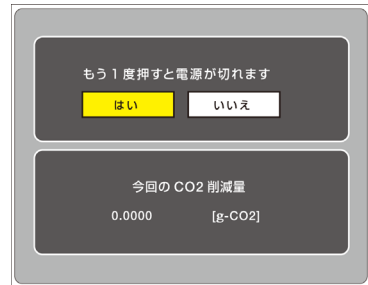 もう1度押すと電源が切れます
はい いいえ
今回の CO2 削減量
0.0000 [g-CO2]